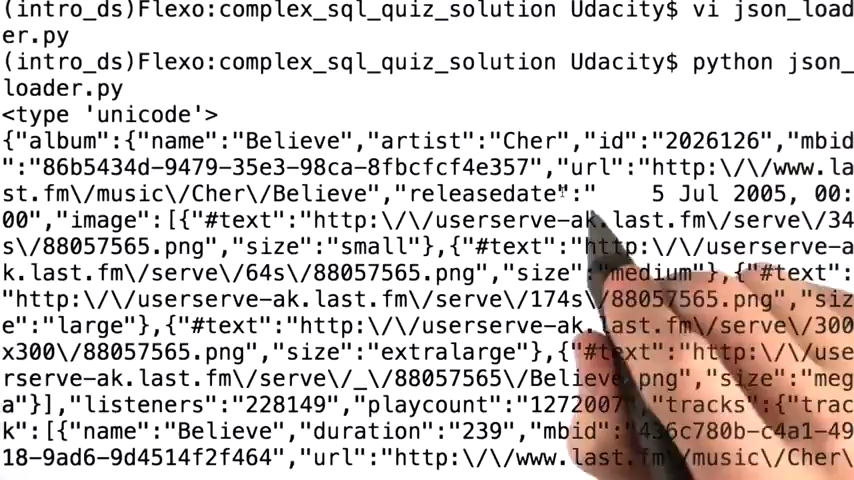 (intro_ds)Flexo:complex_sql_quiz_solution Udacity$ vi json_load
er.py
(intro_ds)Flexo:complex_sql_quiz_solution Udacity$ python json_
loader.py
<type 'unicode'>
{"album":{"name":"Believe","artist":"Cher","id":"2026126","mbid
":"86b5434d-9479-35e3-98ca-8fbcfcf4e357","url":"http:\/\/www.la
st.fm\/music\/Cher\/Believe","releasedate":"    5 Jul 2005, 00:
00","image":[{"#text":"http:\/\/userserve-ak.last.fm\/serve\/34
s\/88057565.png","size":"small"},{"#text":"http:\/\/userserve-a
k.last.fm\/serve\/64s\/88057565.png","size":"medium"},{"#text":
"http:\/\/userserve-ak.last.fm\/serve\/174s\/88057565.png","siz
e":"large"},{"#text":"http:\/\/userserve-ak.last.fm\/serve\/300
x300\/88057565.png","size":"extralarge"},{"#text":"http:\/\/use
rserve-ak.last.fm\/serve\/_\/88057565\/Believe.png","size":"meg
a"}],"listeners":"228149","playcount":"1272007","tracks":{"trac
k":[{"name":"Believe","duration":"239","mbid":"436c780b-c4a1-49
18-9ad6-9d4514f2f464","url":"http:\/\/www.last.fm\/music\/Cher\